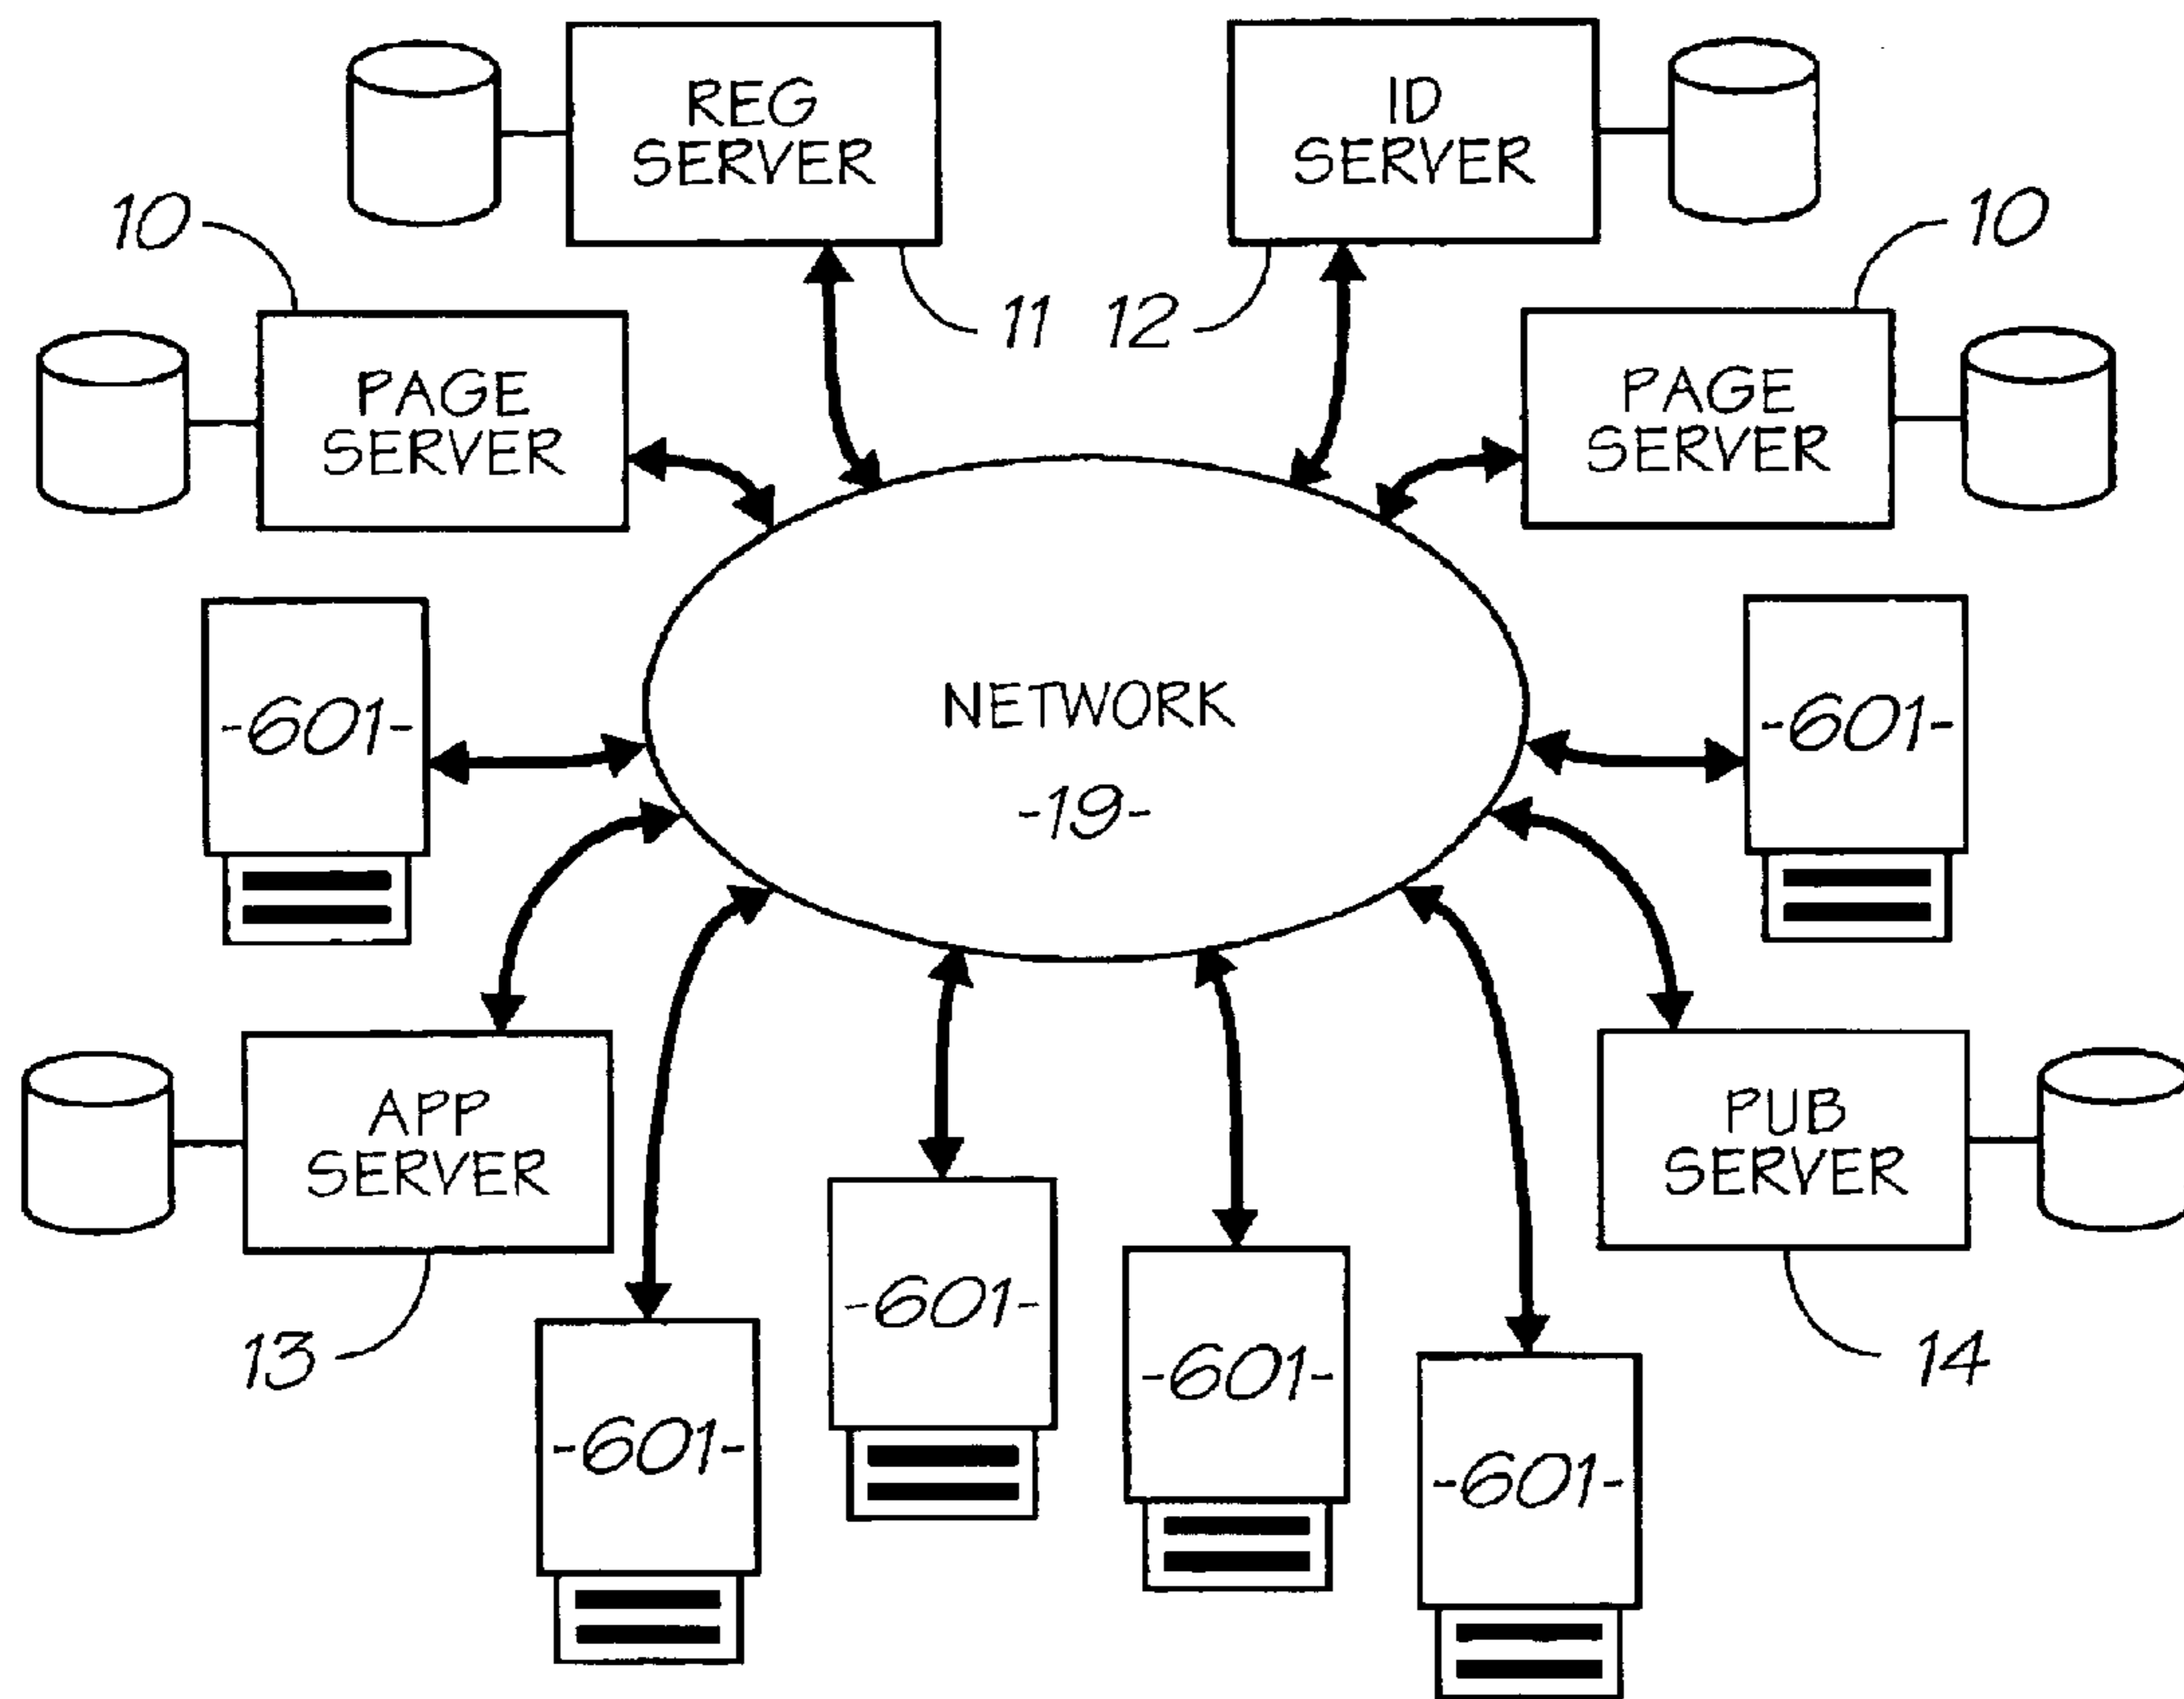 REG
SERVER
ID
SERVER
10
10
11
12
PAGE
SERVER
PAGE
SERVER
-601-
NETWORK
-19-
-601-
APP
SERVER
PUB
SERVER
13
-601-
-601-
-601-
-601-
14